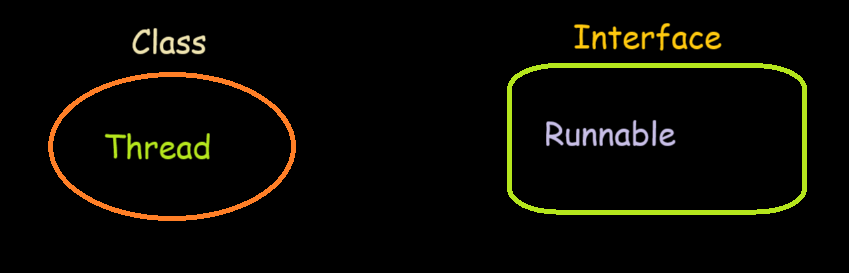 Class
Interface
Thread
Runnable